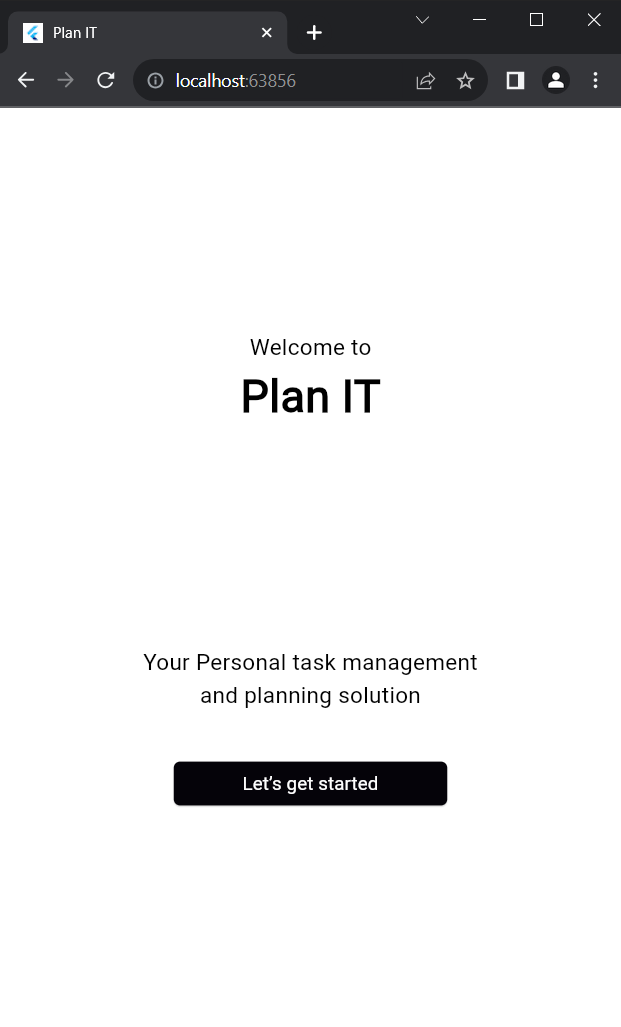 Plan IT
localhost:63856
Welcome to
Plan IT
Your Personal task management
and planning solution
Let’s get started